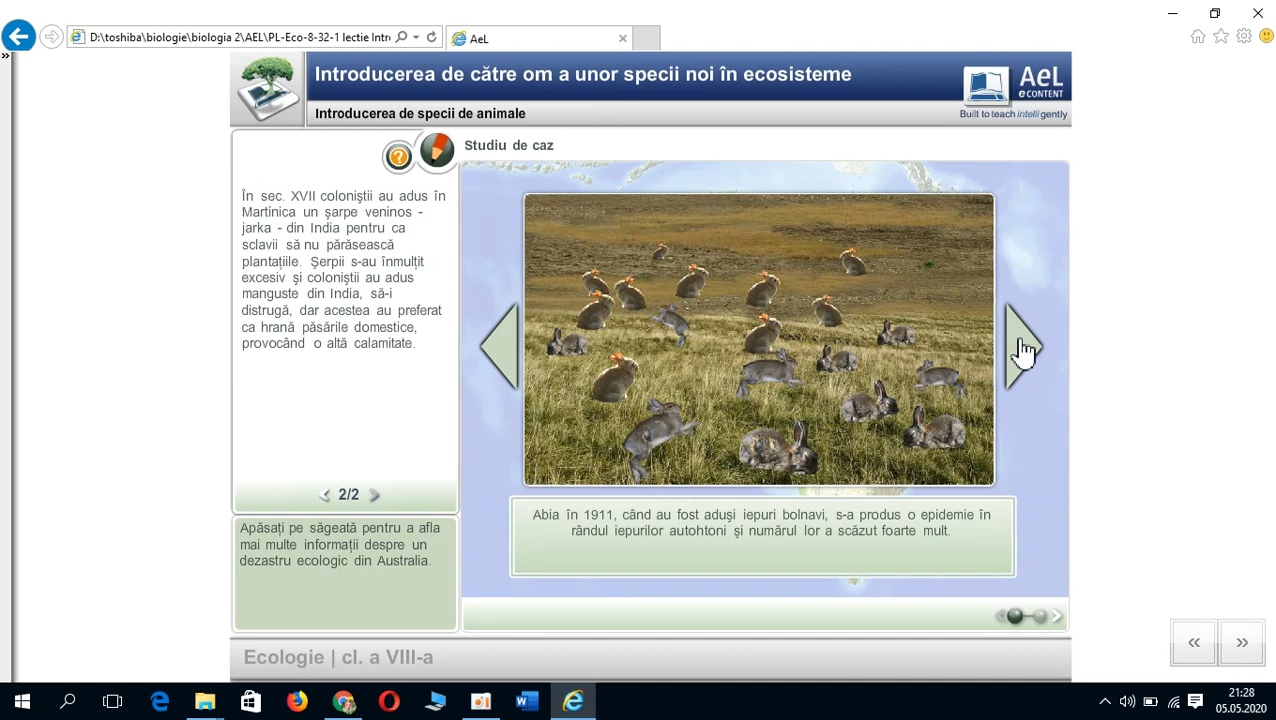 D:\toshiba\biologie\biologia 2\AEL\PL-Eco-8-32-1 lectie Intro
AeL
»
Introducerea de către om a unor specii noi în ecosisteme
Introducerea de specii de animale
AeL
eCONTENT
Built to teach intelligently
?
Studiu de caz
În sec. XVII coloniştii au adus în
Martinica un şarpe veninos -
jarka - din India pentru ca
sclavii să nu părăsească
plantaţiile. Şerpii s-au înmulţit
excesiv şi coloniştii au adus
manguste din India, să-i
distrugă, dar acestea au preferat
ca hrană păsările domestice,
provocând o altă calamitate.
2/2
Apăsaţi pe săgeată pentru a afla
mai multe informaţii despre un
dezastru ecologic din Australia.
Abia în 1911, când au fost aduşi iepuri bolnavi, s-a produs o epidemie în
rândul iepurilor autohtoni şi numărul lor a scăzut foarte mult.
Ecologie | cl. a VIII-a
« »
21:28
05.05.2020